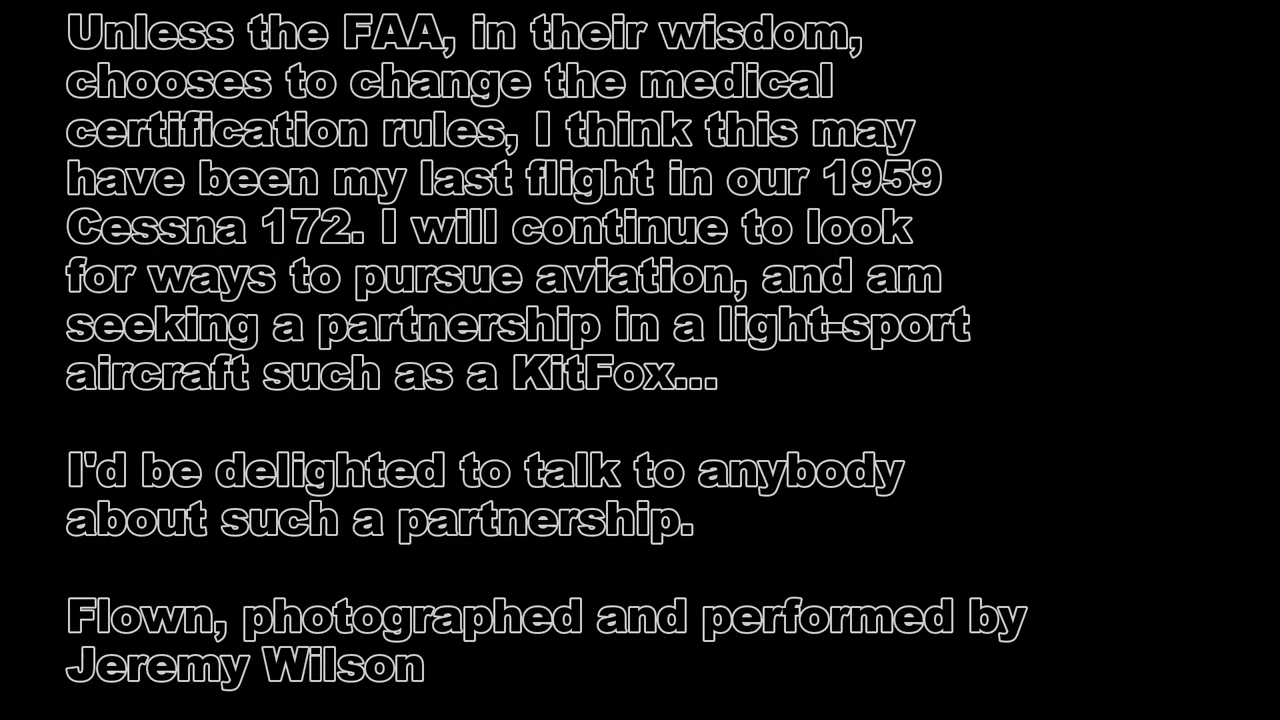 Unless the FAA, in their wisdom,
chooses to change the medical
certification rules, I think this may
have been my last flight in our 1959
Cessna 172. I will continue to look
for ways to pursue aviation, and am
seeking a partnership in a light-sport
aircraft such as a KitFox...
I'd be delighted to talk to anybody
about such a partnership.
Flown, photographed and performed by
Jeremy Wilson